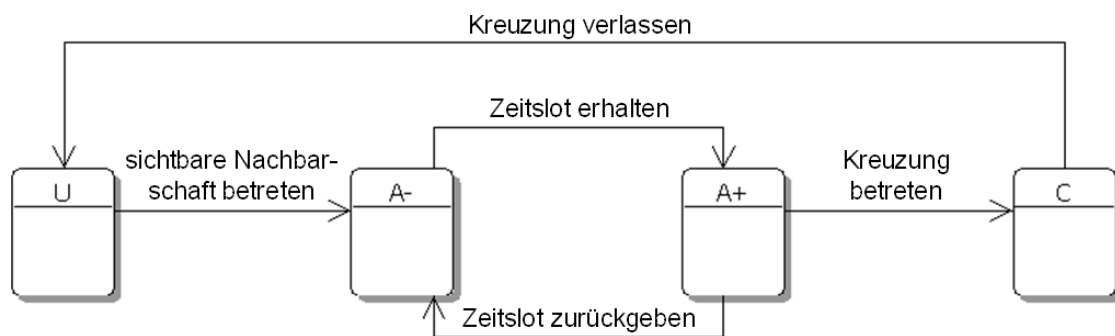 Kreuzung verlassen
Zeitslot erhalten
sichtbare Nachbar-
schaft betreten
Kreuzung
betreten
U
A-
A+
C
Zeitslot zurückgeben